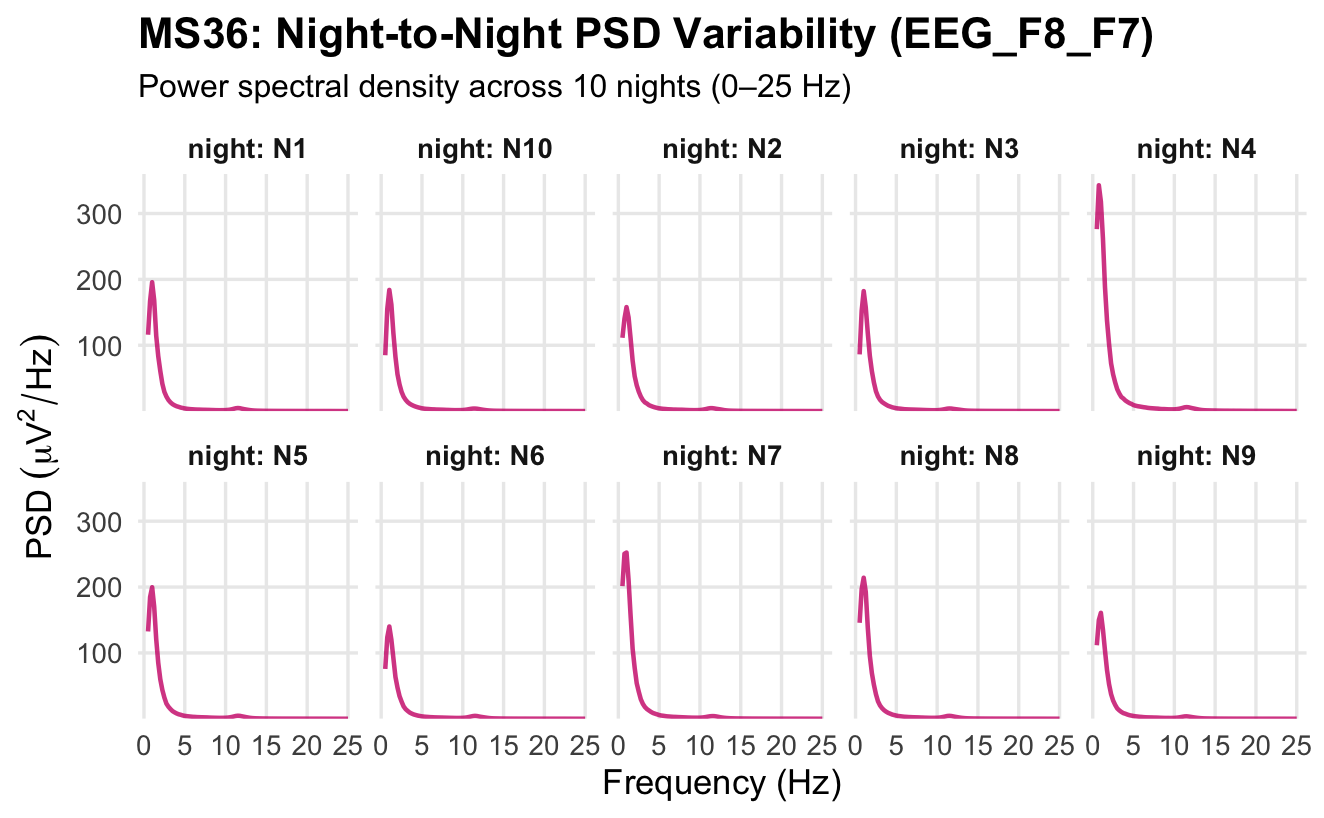 MS36: Night-to-Night PSD Variability (EEG_F8_F7)
Power spectral density across 10 nights (0–25 Hz)
night: N1 night: N10 night: N2 night: N3 night: N4
300
200
100
night: N5 night: N6 night: N7 night: N8 night: N9
300
200
100
PSD (μV²/Hz)
0 5 10 15 20 25 0 5 10 15 20 25 0 5 10 15 20 25 0 5 10 15 20 25 0 5 10 15 20 25
Frequency (Hz)